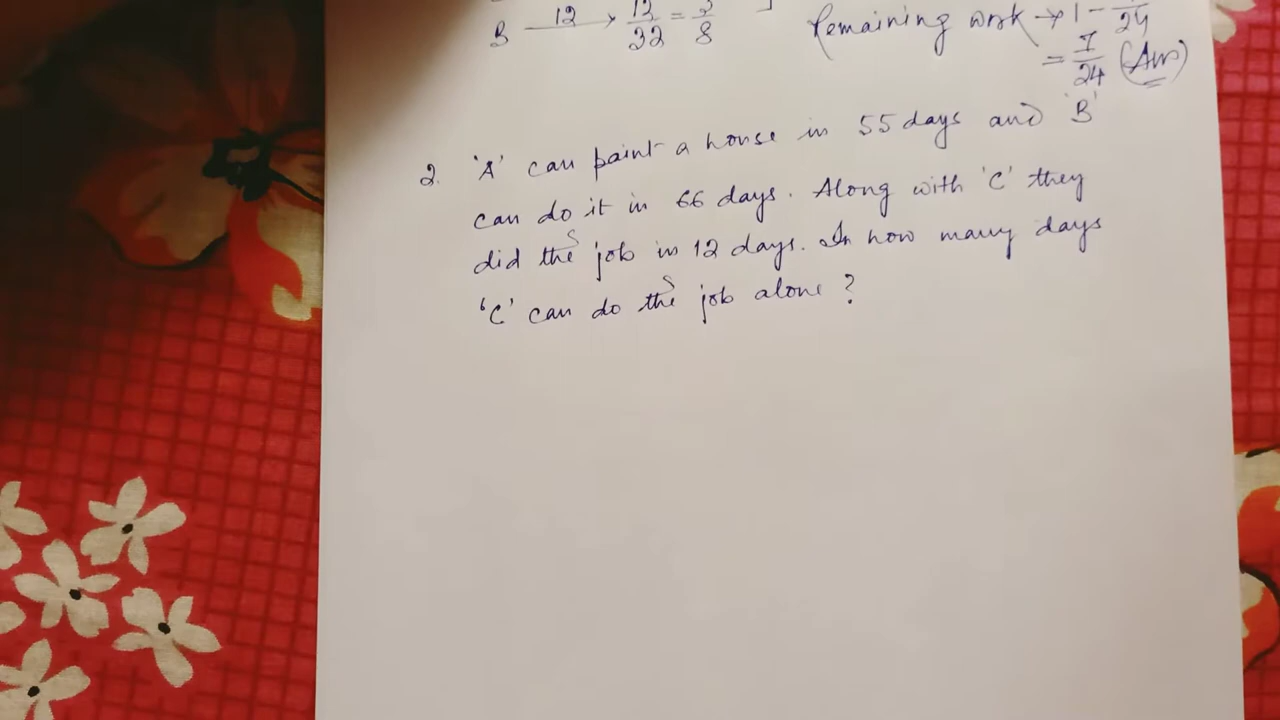 B 12 → 12/32 = 3/8
Remaining work → 1 - /24
= 7/24 (Ans)
2. 'A' can paint a house in 55 days and 'B'
can do it in 66 days. Along with 'C' they
did the job in 12 days. In how many days
'C' can do the job alone?